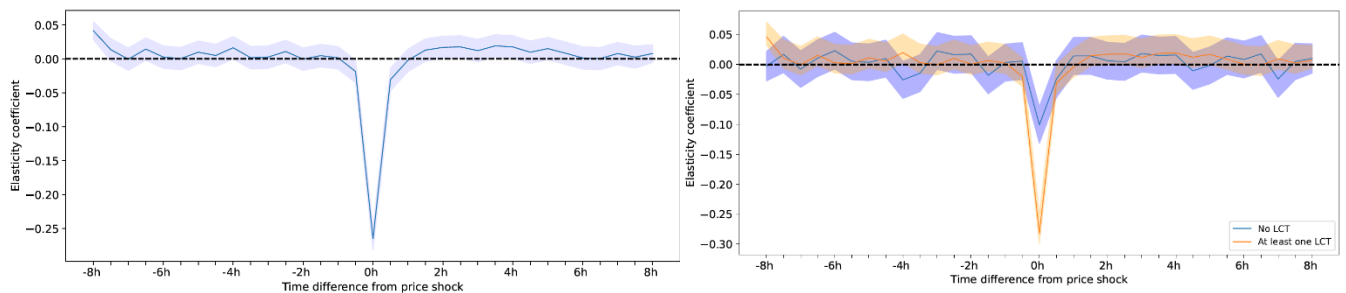 0.05
0.00
−0.05
−0.10
−0.15
−0.20
−0.25
Elasticity coefficient
-8h -6h -4h -2h 0h 2h 4h 6h 8h
Time difference from price shock
0.05
0.00
−0.05
−0.10
−0.15
−0.20
−0.25
−0.30
Elasticity coefficient
No LCT
At least one LCT
-8h -6h -4h -2h 0h 2h 4h 6h 8h
Time difference from price shock